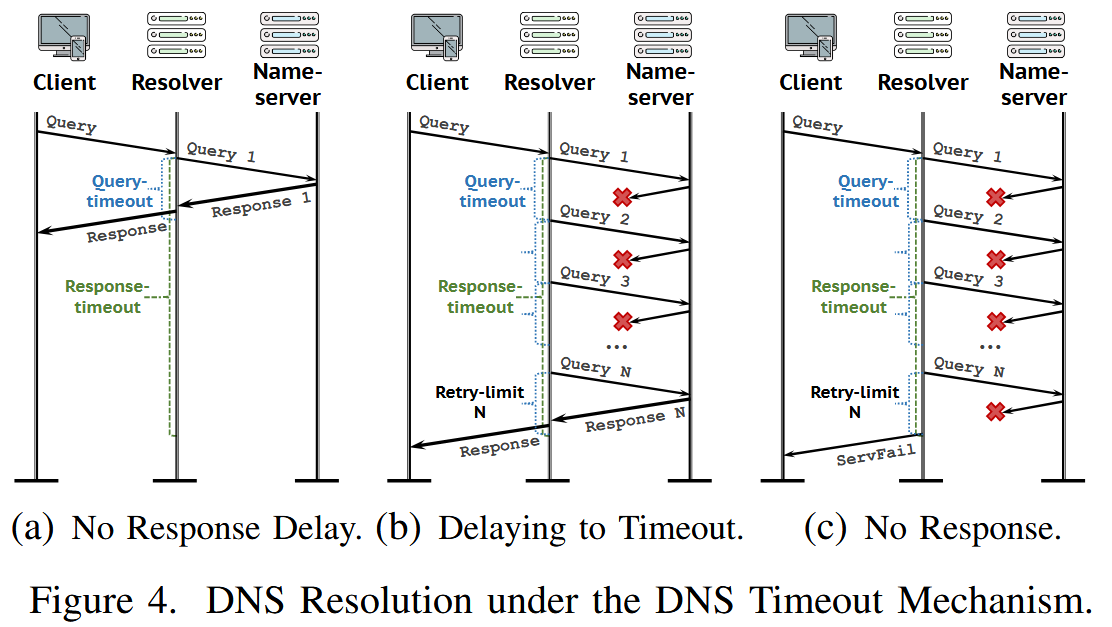 Client
Resolver
Name-
server
Query
Query 1
Query-
timeout
Response 1
Response
Response-
timeout
(a) No Response Delay.
Client
Resolver
Name-
server
Query
Query 1
Query-
timeout
Query 2
Query 3
Response-
timeout
...
Query N
Retry-limit
N
Response N
Response
(b) Delaying to Timeout.
Client
Resolver
Name-
server
Query
Query 1
Query-
timeout
Query 2
Query 3
Response-
timeout
...
Query N
Retry-limit
N
ServFail
(c) No Response.
Figure 4. DNS Resolution under the DNS Timeout Mechanism.